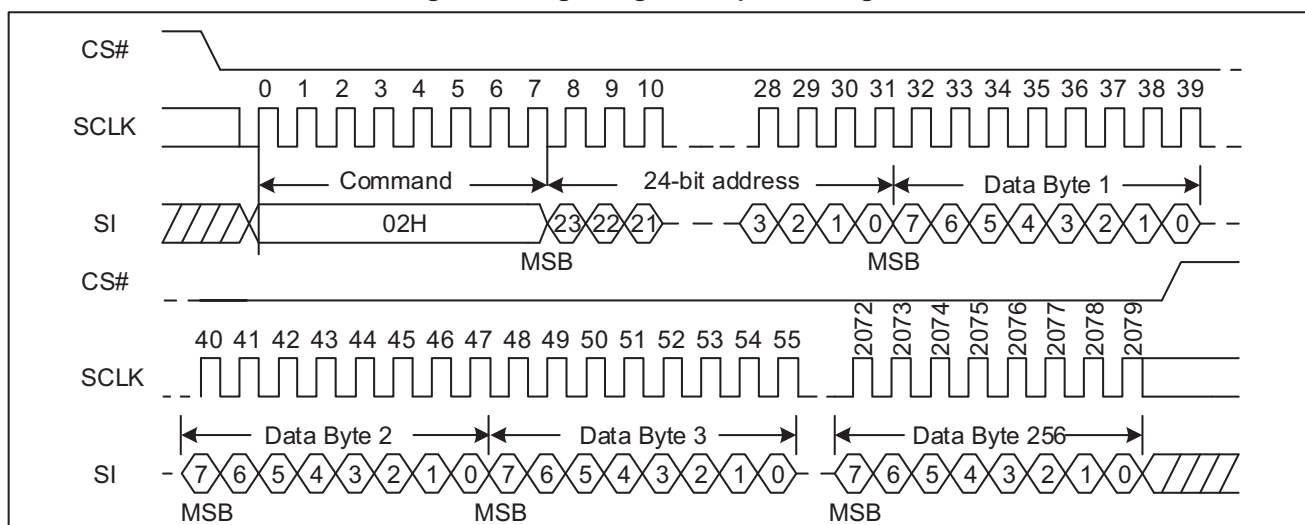 CS#
0 1 2 3 4 5 6 7 8 9 10 28 29 30 31 32 33 34 35 36 37 38 39
SCLK
Command 24-bit address Data Byte 1
SI 02H 23 22 21 3 2 1 0 7 6 5 4 3 2 1 0
MSB MSB
CS#
40 41 42 43 44 45 46 47 48 49 50 51 52 53 54 55 2072 2073 2074 2075 2076 2077 2078 2079
SCLK
Data Byte 2 Data Byte 3 Data Byte 256
SI 7 6 5 4 3 2 1 0 7 6 5 4 3 2 1 0 7 6 5 4 3 2 1 0
MSB MSB MSB